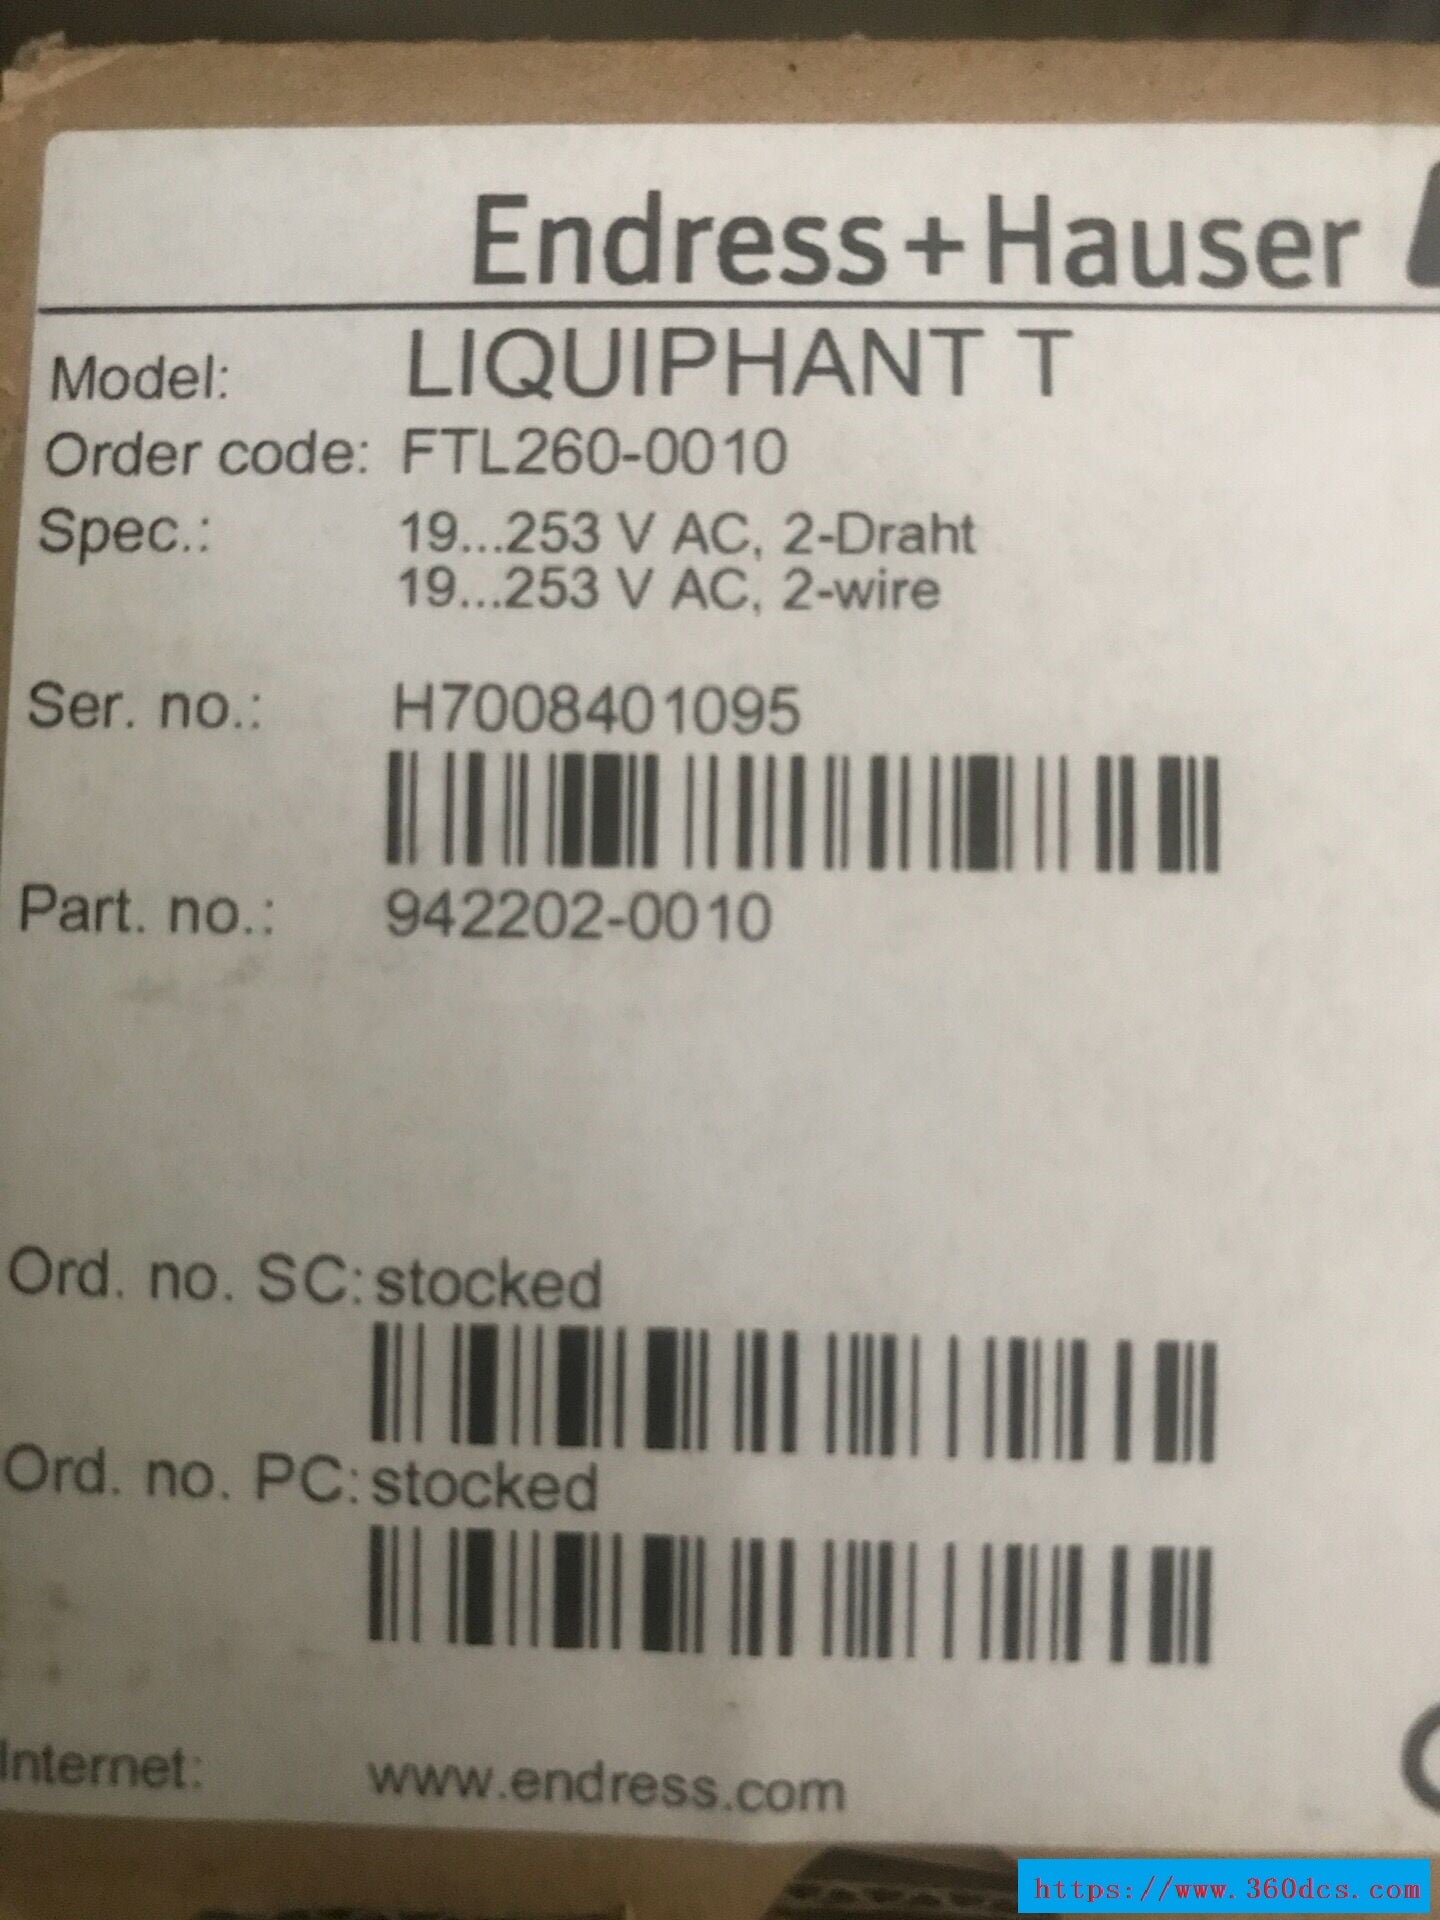 Endress+Hauser
Model: LIQUIPHANT T
Order code: FTL260-0010
Spec.: 19...253 V AC, 2-Draht
19...253 V AC, 2-wire
Ser. no.: H7008401095
Part. no.: 942202-0010
Ord. no. SC: stocked
Ord. no. PC: stocked
Internet: www.endress.com
https://www.360dcs.com